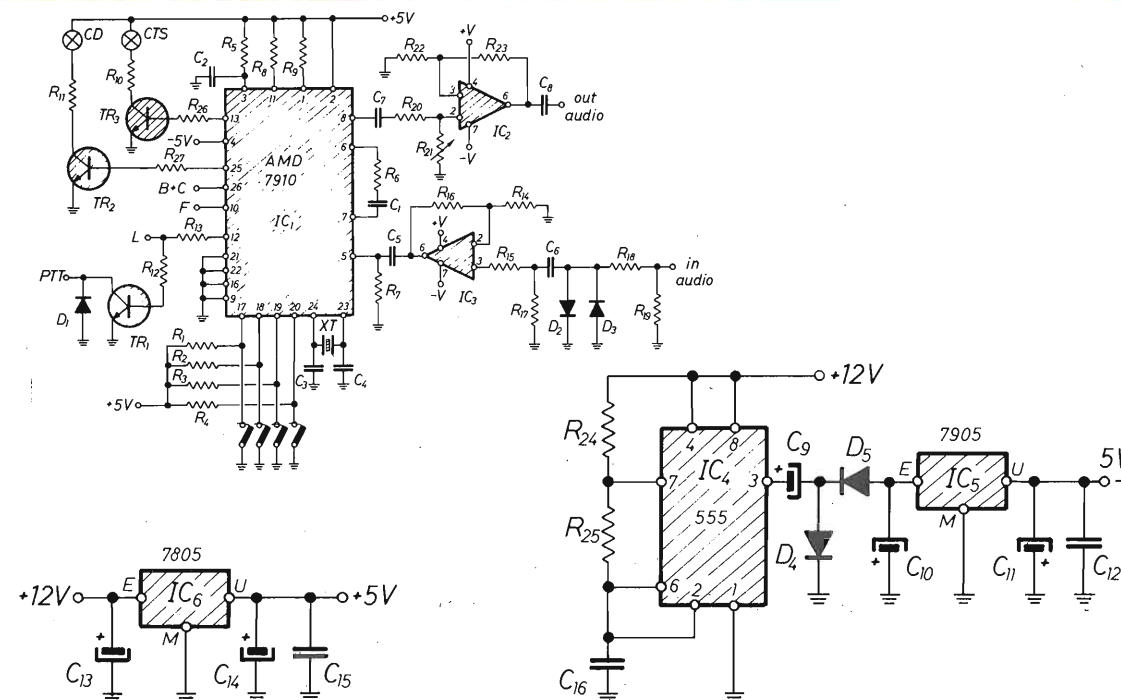 CD
CTS
+5V
R5
R8
R9
C2
R11
R10
3
11
1
2
TR3
R26
13
-5V
4
R27
25
TR2
B+C
26
F
10
L
R13
12
R12
21
22
16
9
PTT
D1
TR1
AMD
7910
IC1
8
6
7
5
17
18
19
20
24
23
XT
C3
C4
R1
R2
R3
R4
+5V
C7
R20
R21
R22
R23
+V
4
3
2
6
7
-V
IC2
C8
out
audio
R6
C1
R16
R14
C5
+V
6
4
2
3
7
-V
IC3
R7
R15
C6
R18
in
audio
R17
D2
D3
R19
+12V
R24
4
8
7
IC4
3
555
R25
6
2
1
C16
C9
D5
D4
E
7905
IC5
U
M
5V
-
C10
+
C11
+
C12
+
7805
+12V
E
IC6
U
+5V
M
+
C13
+
C14
C15